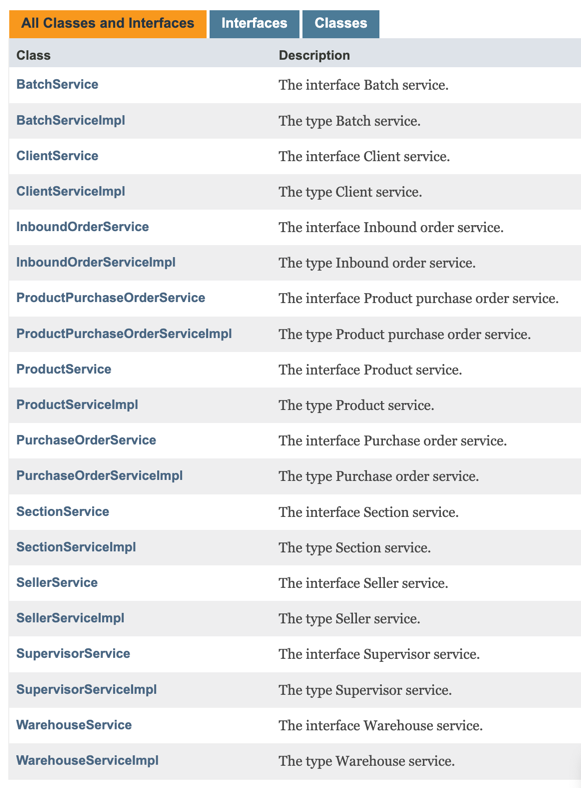 All Classes and Interfaces Interfaces Classes
Class Description
BatchService The interface Batch service.
BatchServiceImpl The type Batch service.
ClientService The interface Client service.
ClientServiceImpl The type Client service.
InboundOrderService The interface Inbound order service.
InboundOrderServiceImpl The type Inbound order service.
ProductPurchaseOrderService The interface Product purchase order service.
ProductPurchaseOrderServiceImpl The type Product purchase order service.
ProductService The interface Product service.
ProductServiceImpl The type Product service.
PurchaseOrderService The interface Purchase order service.
PurchaseOrderServiceImpl The type Purchase order service.
SectionService The interface Section service.
SectionServiceImpl The type Section service.
SellerService The interface Seller service.
SellerServiceImpl The type Seller service.
SupervisorService The interface Supervisor service.
SupervisorServiceImpl The type Supervisor service.
WarehouseService The interface Warehouse service.
WarehouseServiceImpl The type Warehouse service.